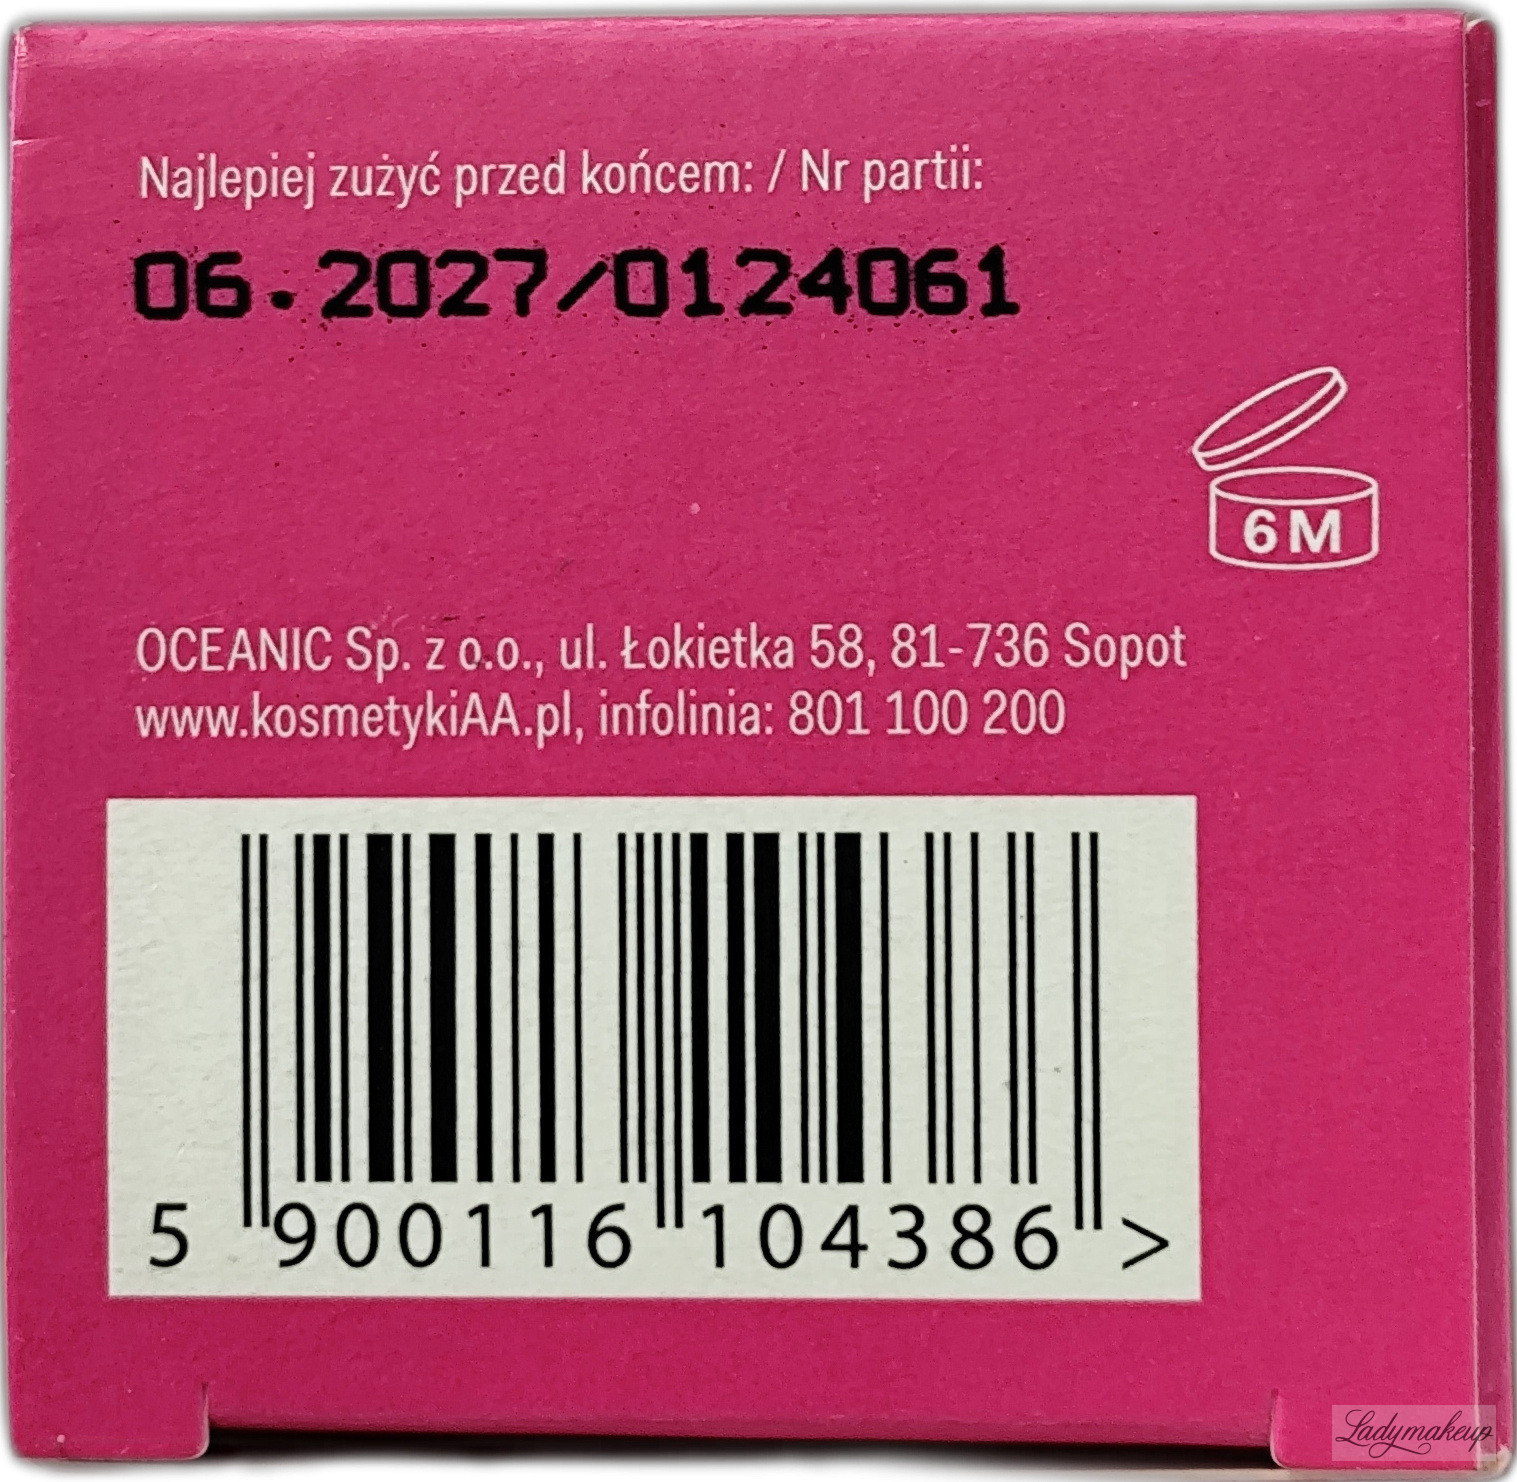 Najlepiej zużyć przed końcem: / Nr partii:
06.2027/0124061
6M
OCEANIC Sp. z o.o., ul. Łokietka 58, 81-736 Sopot
www.kosmetykiAA.pl, infolinia: 801 100 200
5 900116 104386 >
Ladymakeup